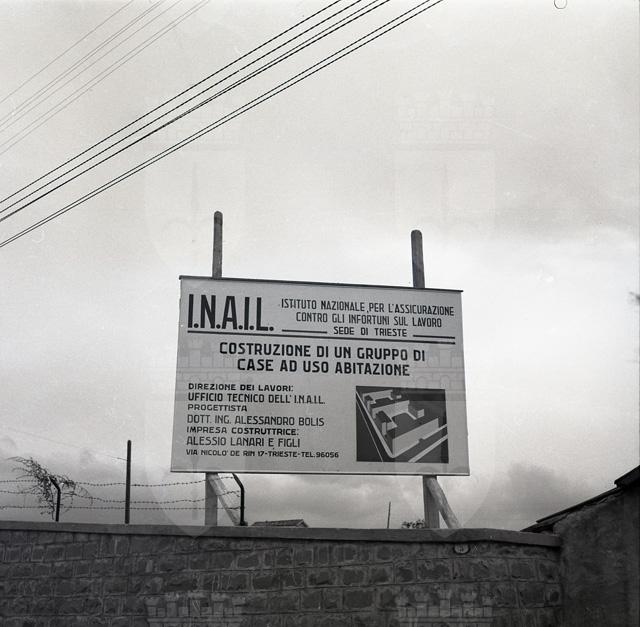 I.N.A.I.L.
ISTITUTO NAZIONALE PER L'ASSICURAZIONE
CONTRO GLI INFORTUNI SUL LAVORO
SEDE DI TRIESTE
COSTRUZIONE DI UN GRUPPO DI
CASE AD USO ABITAZIONE
DIREZIONE DEI LAVORI:
UFFICIO TECNICO DELL'I.N.A.I.L.
PROGETTISTA
DOTT. ING. ALESSANDRO BOLIS
IMPRESA COSTRUTTRICE:
ALESSIO LANARI E FIGLI
VIA NICOLO' DE RIN 17-TRIESTE-TEL.96056